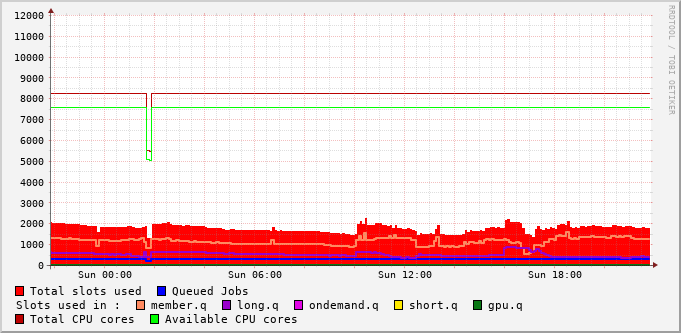 12000
11000
10000
9000
8000
7000
6000
5000
4000
3000
2000
1000
0
Sun 00:00 Sun 06:00 Sun 12:00 Sun 18:00
Total slots used Queued Jobs
Slots used in : member.q long.q ondemand.q short.q gpu.q
Total CPU cores Available CPU cores
RRDTOOL / TOBI OETIKER